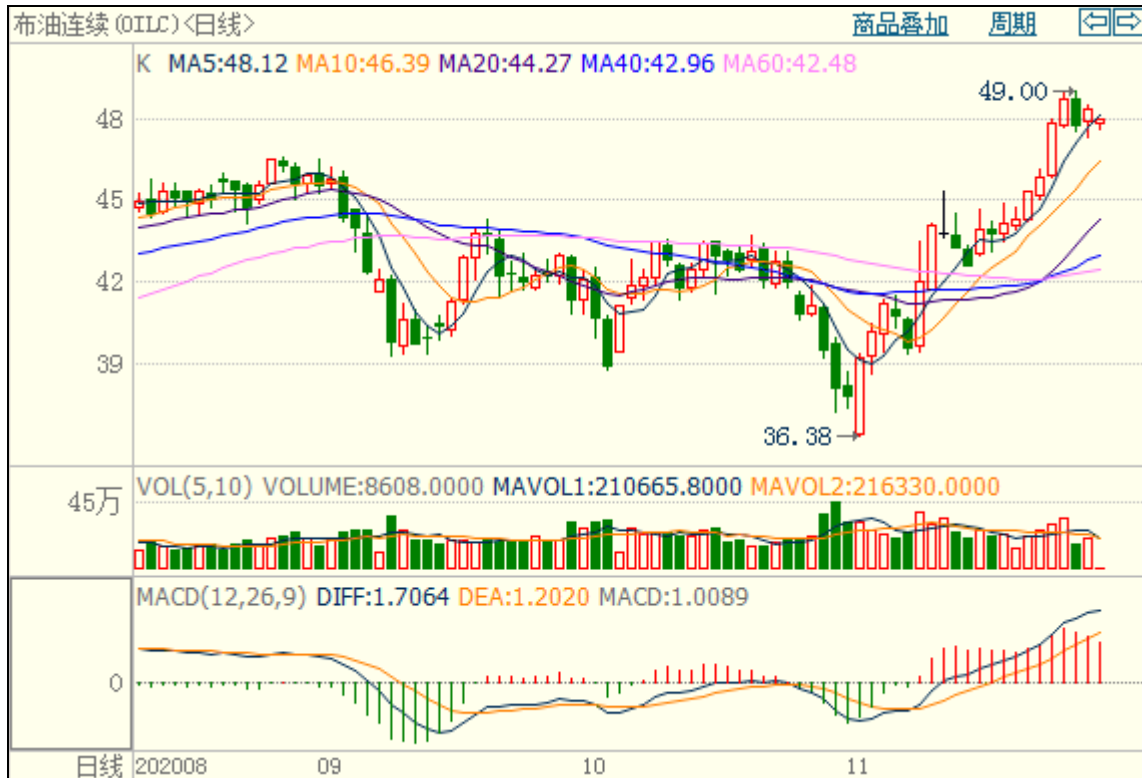 布油连续(OILC)<日线> 商品叠加 周期
K MA5:48.12 MA10:46.39 MA20:44.27 MA40:42.96 MA60:42.48
49.00
48
45
42
39
36.38
VOL(5,10) VOLUME:8608.0000 MAVOL1:210665.8000 MAVOL2:216330.0000
45万
MACD(12,26,9) DIFF:1.7064 DEA:1.2020 MACD:1.0089
0
日线 202008 09 10 11